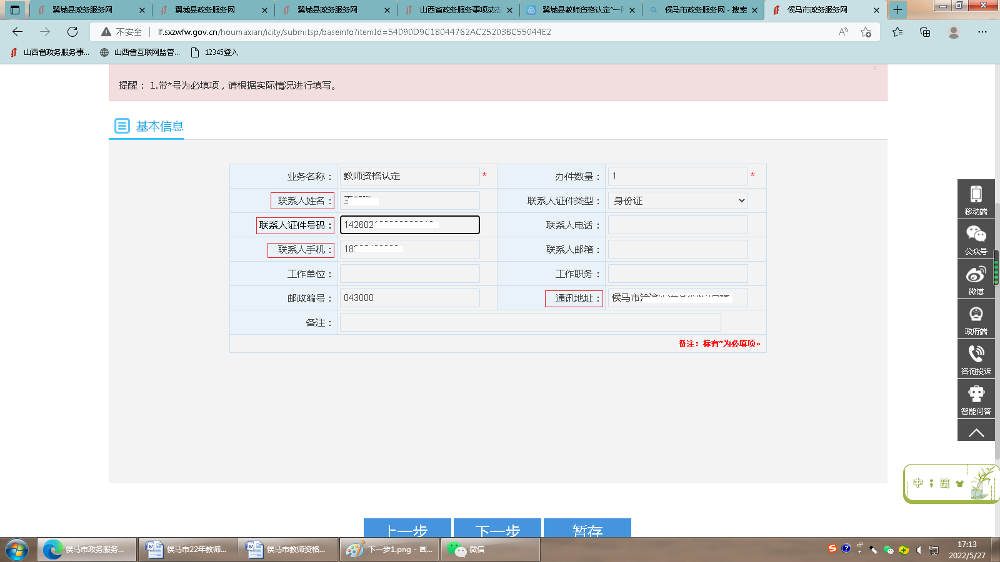 翼城县政务服务网
翼城县政务服务网
翼城县政务服务网
山西省政务服务事项动态
翼城县教师资格认定“一
侯马市政务服务网 - 搜索
侯马市政务服务网
不安全 lf.sxzwfw.gov.cn/houmaxian/icity/submitsp/baseinfo?itemId=54090D9C18044762AC25203BC55044E2
山西省政务服务事... 山西省互联网监管... 12345登入
提醒： 1.带*号为必填项，请根据实际情况进行填写。
基本信息
业务名称： 教师资格认定 * 办件数量： 1 *
联系人姓名： 联系人证件类型： 身份证
联系人证件号码： 142602 联系人电话：
联系人手机： 18 联系人邮箱：
工作单位： 工作职务：
邮政编号： 043000 通讯地址： 侯马市
备注：
备注：标有*为必填项。
移动端
公众号
微博
政府端
咨询投诉
智能问答
中 ； 简
上一步 下一步 暂存
侯马市政务服务... 侯马市22年教师... 侯马市教师资格... 下一步1.png - 画... 微信
17:13
2022/5/27